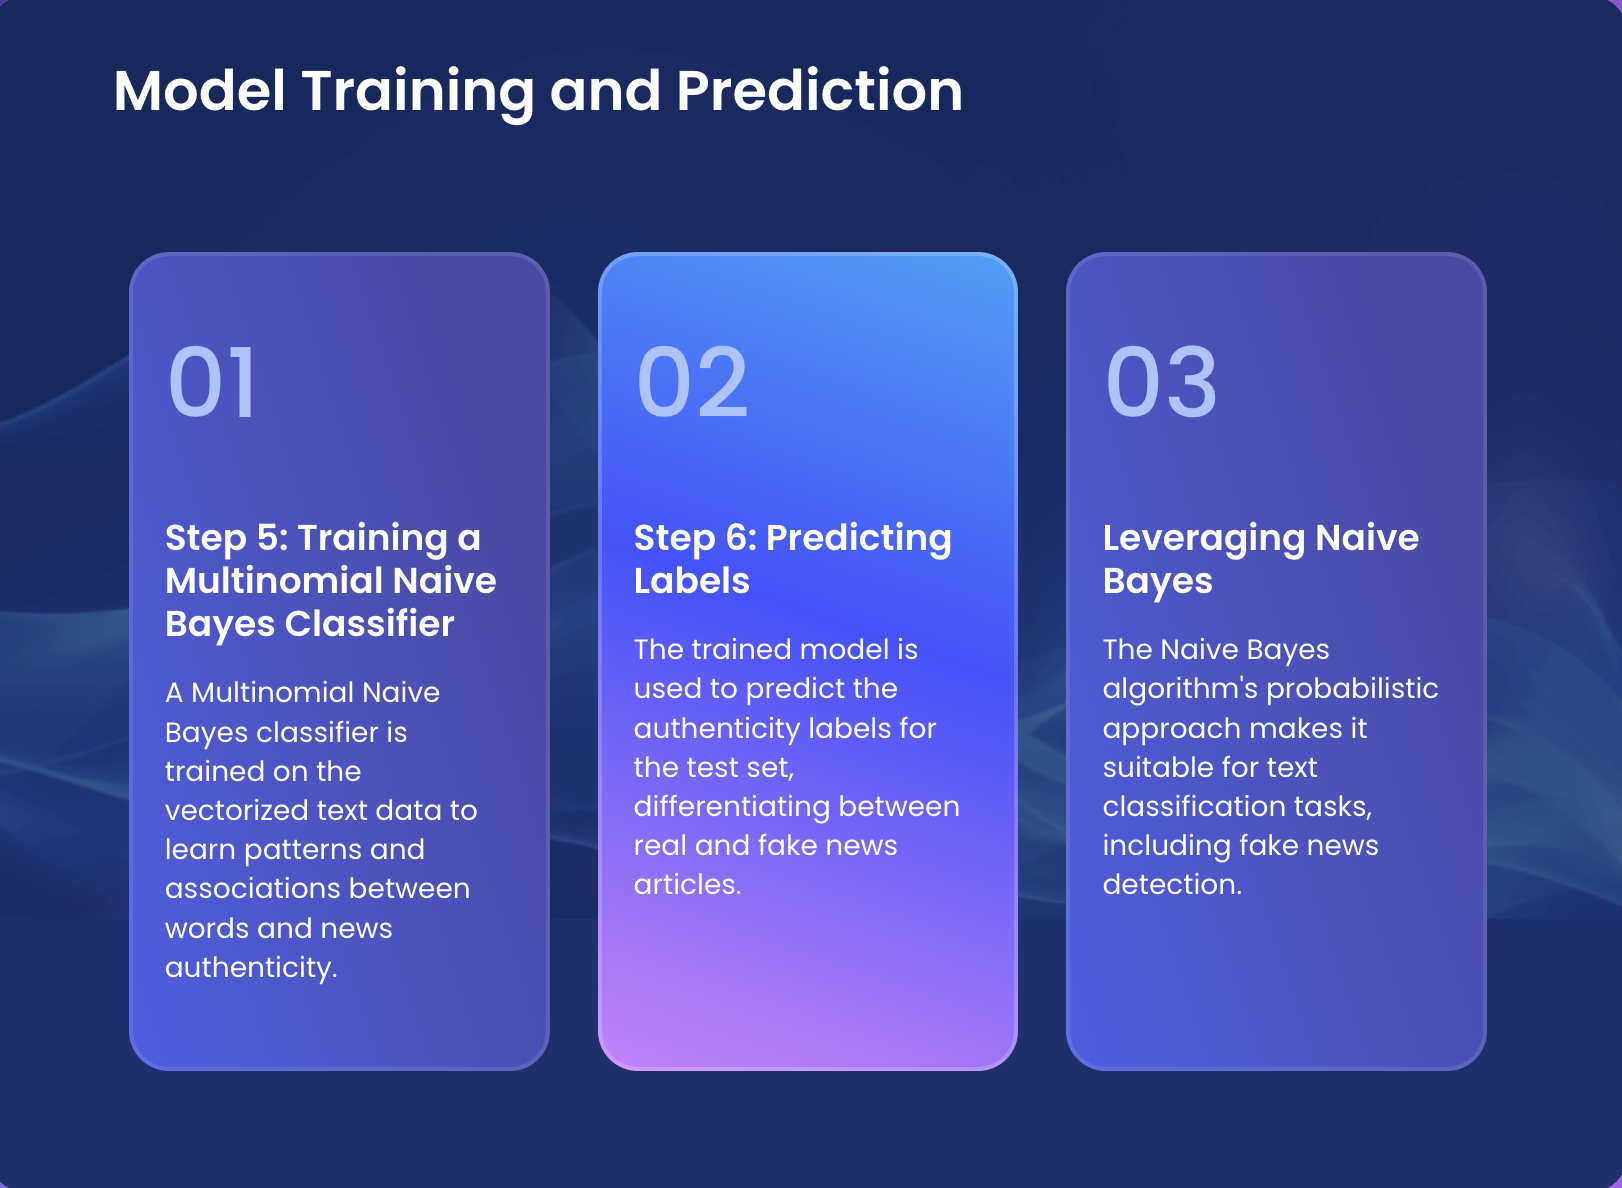 Model Training and Prediction
01
Step 5: Training a
Multinomial Naive
Bayes Classifier
A Multinomial Naive
Bayes classifier is
trained on the
vectorized text data to
learn patterns and
associations between
words and news
authenticity.
02
Step 6: Predicting
Labels
The trained model is
used to predict the
authenticity labels for
the test set,
differentiating between
real and fake news
articles.
03
Leveraging Naive
Bayes
The Naive Bayes
algorithm's probabilistic
approach makes it
suitable for text
classification tasks,
including fake news
detection.